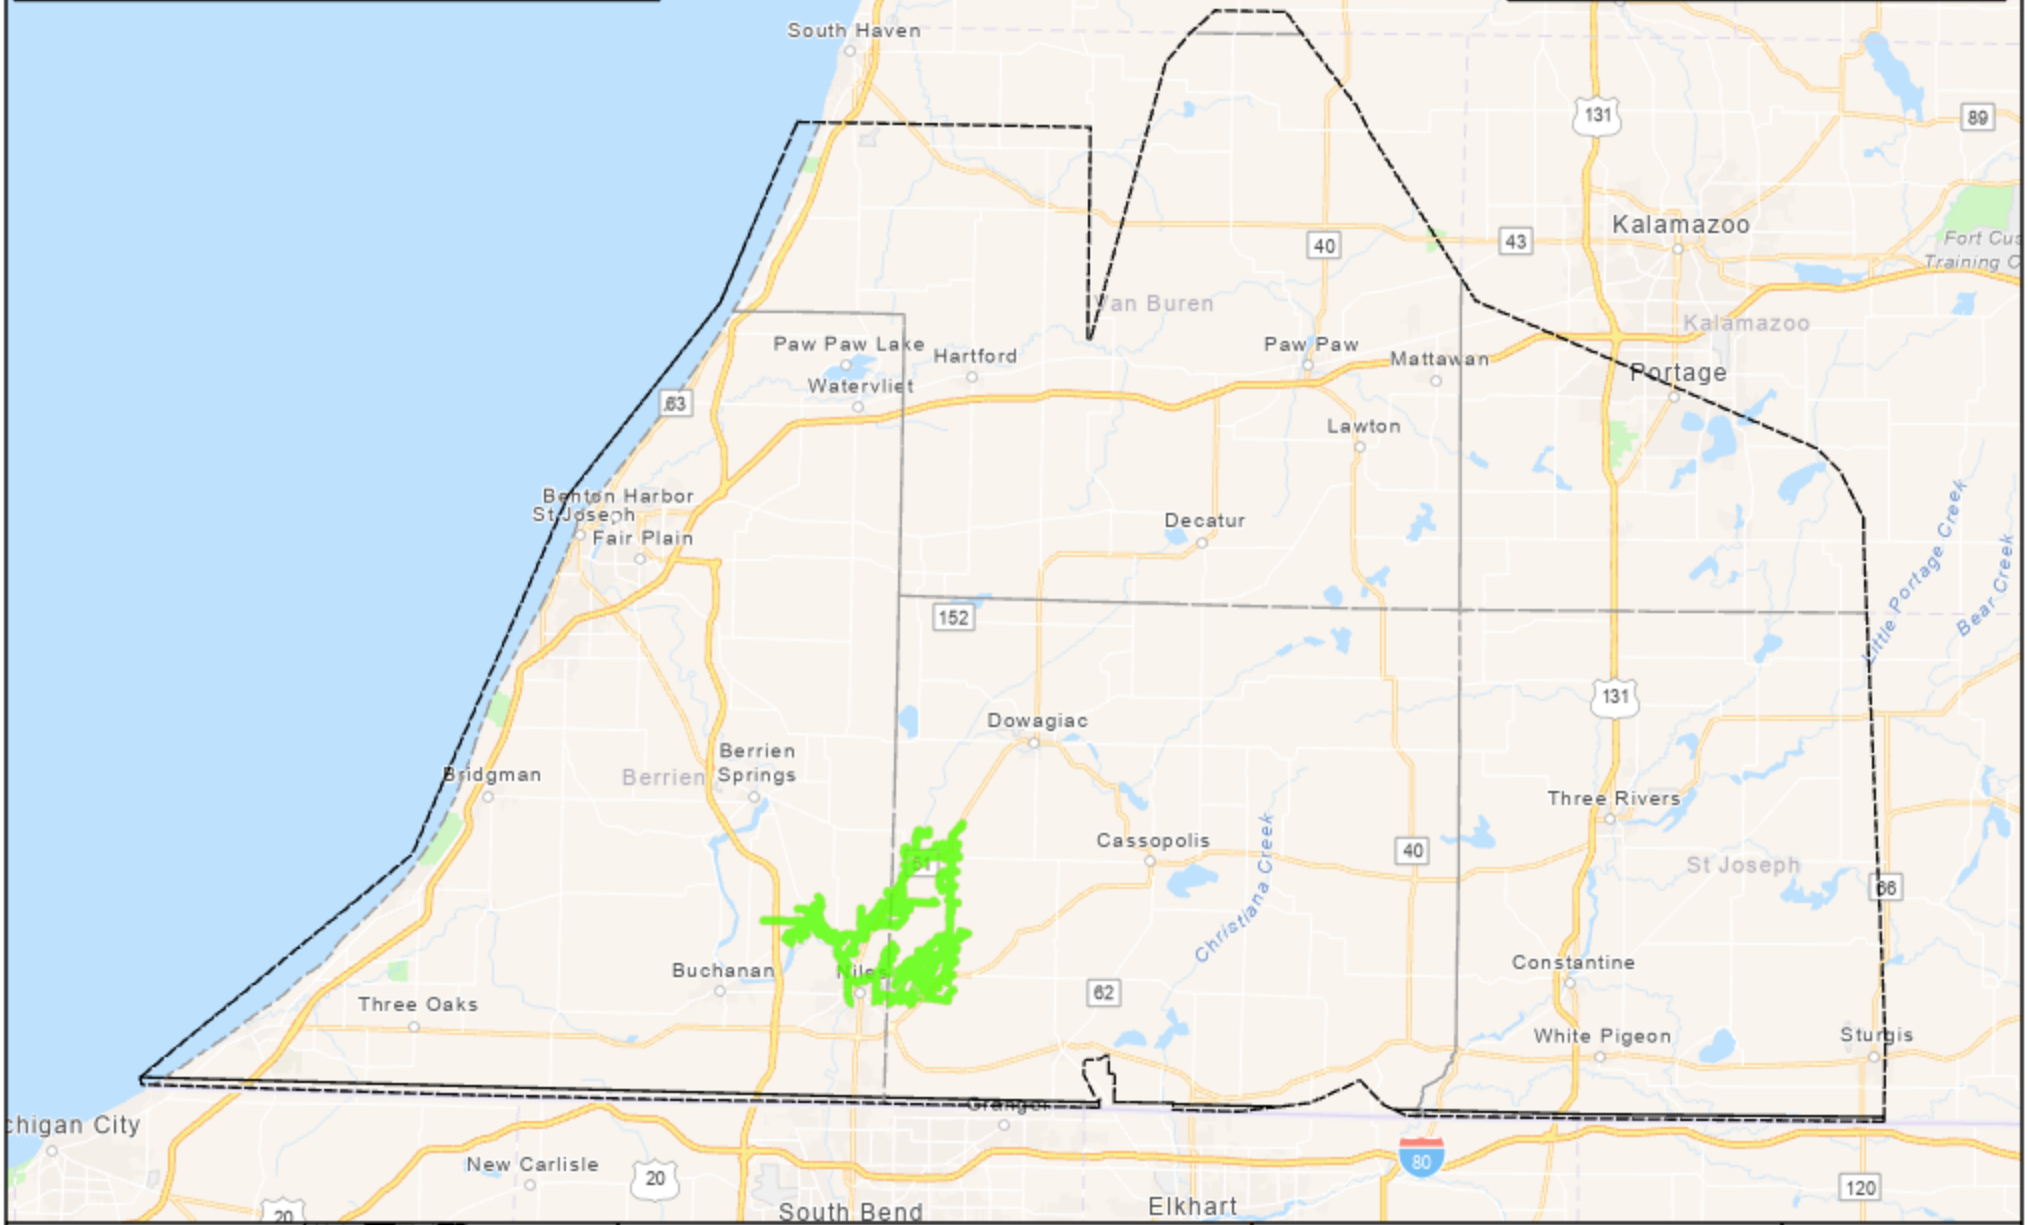 South Haven
131
89
Kalamazoo
40
43
Fort Cus
Training C
Van Buren
Kalamazoo
Paw Paw Lake
Hartford
Paw Paw
Mattawan
Portage
Watervliet
63
Lawton
Benton Harbor
St Joseph
Fair Plain
Decatur
152
Little Portage Creek
Bear Creek
131
Dowagiac
Berrien
Springs
Bridgman
Berrien
Three Rivers
Cassopolis
40
51
St Joseph
66
Christiana Creek
Buchanan
Niles
Constantine
62
Three Oaks
White Pigeon
Sturgis
Granger
chigan City
New Carlisle
20
80
120
20
South Bend
Elkhart